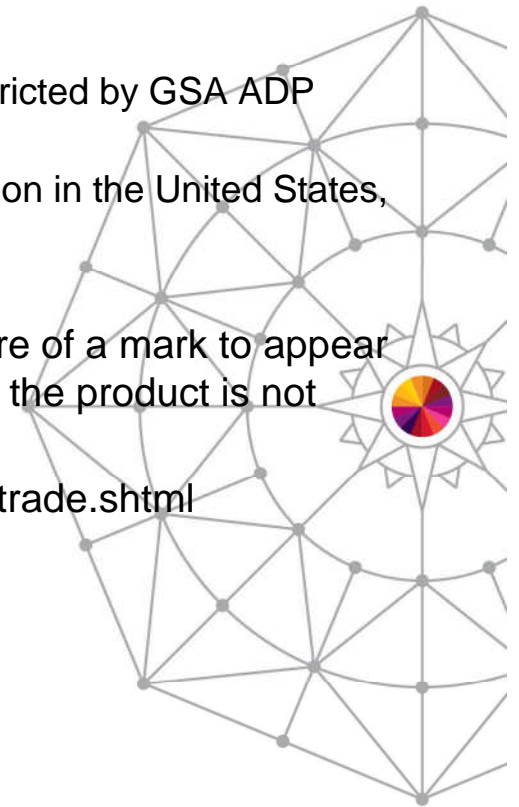 ricted by GSA ADP
on in the United States,
re of a mark to appear
the product is not
trade.shtml